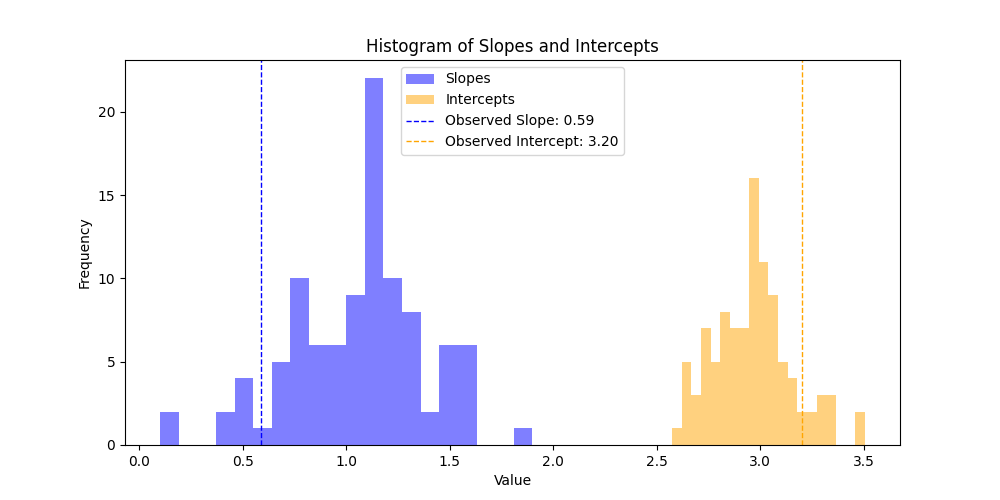 Histogram of Slopes and Intercepts
Slopes
Intercepts
Observed Slope: 0.59
Observed Intercept: 3.20
Frequency
20
15
10
5
0
0.0 0.5 1.0 1.5 2.0 2.5 3.0 3.5
Value